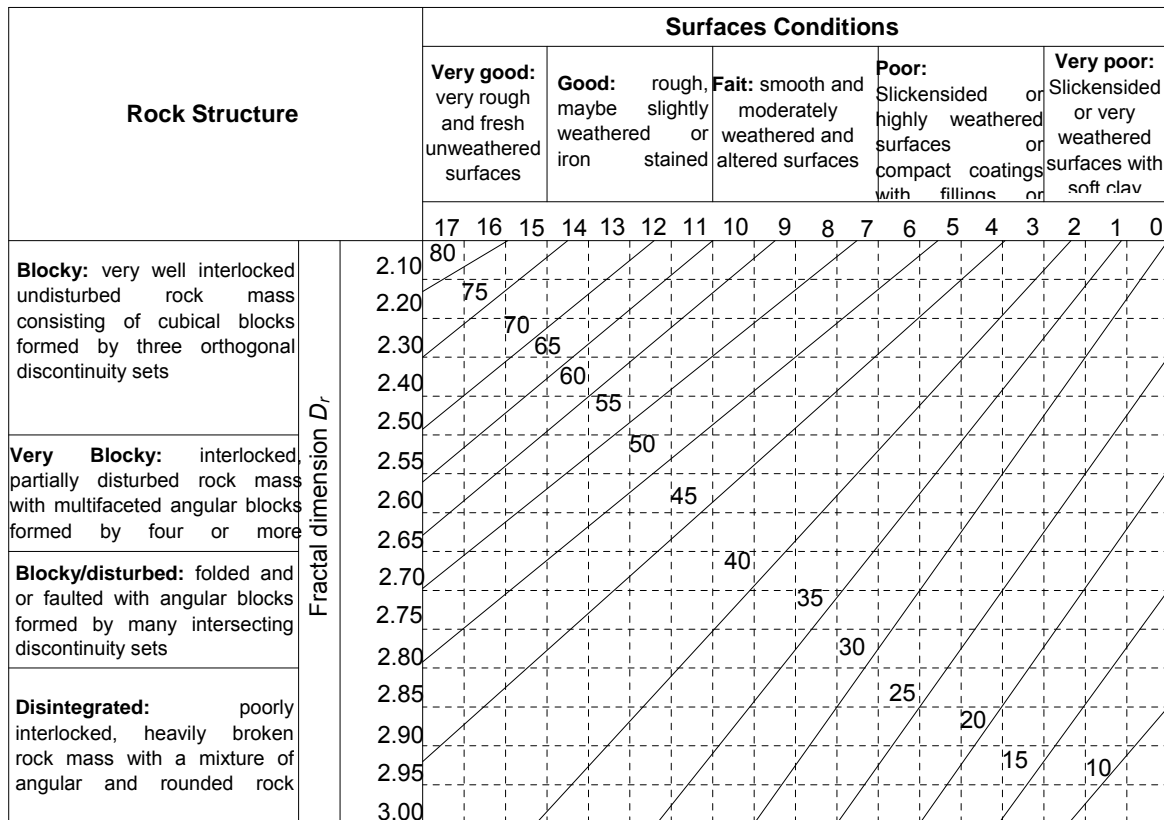 Surfaces Conditions
Rock Structure
Very good:
very rough
and fresh
unweathered
surfaces
Good: rough,
maybe slightly
weathered or
iron stained
Fait: smooth and
moderately
weathered and
altered surfaces
Poor:
Slickensided or
highly weathered
surfaces or
compact coatings
with fillings or
Very poor:
Slickensided
or very
weathered
surfaces with
soft clay
17 16 15 14 13 12 11 10 9 8 7 6 5 4 3 2 1 0
Blocky: very well interlocked
undisturbed rock mass
consisting of cubical blocks
formed by three orthogonal
discontinuity sets
Very Blocky: interlocked,
partially disturbed rock mass
with multifaceted angular blocks
formed by four or more
Blocky/disturbed: folded and
or faulted with angular blocks
formed by many intersecting
discontinuity sets
Disintegrated: poorly
interlocked, heavily broken
rock mass with a mixture of
angular and rounded rock
Fractal dimension Dr
2.10
2.20
2.30
2.40
2.50
2.55
2.60
2.65
2.70
2.75
2.80
2.85
2.90
2.95
3.00
80
75
70
65
60
55
50
45
40
35
30
25
20
15
10